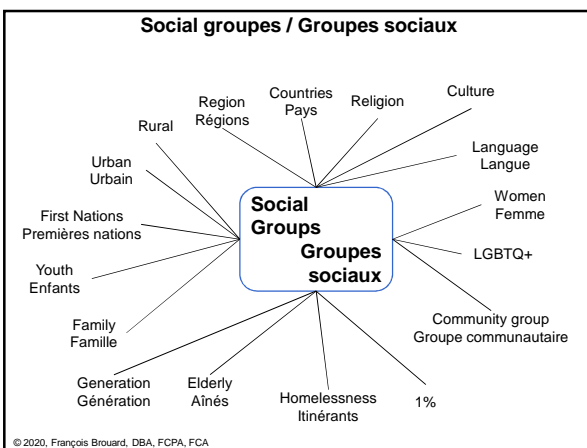 Social groupes / Groupes sociaux
Countries
Pays
Religion
Culture
Region
Régions
Rural
Language
Langue
Urban
Urbain
Women
Femme
Social
Groups
Groupes
sociaux
First Nations
Premières nations
LGBTQ+
Youth
Enfants
Community group
Groupe communautaire
Family
Famille
Generation
Génération
Elderly
Aînés
Homelessness
Itinérants
1%
© 2020, François Brouard, DBA, FCPA, FCA